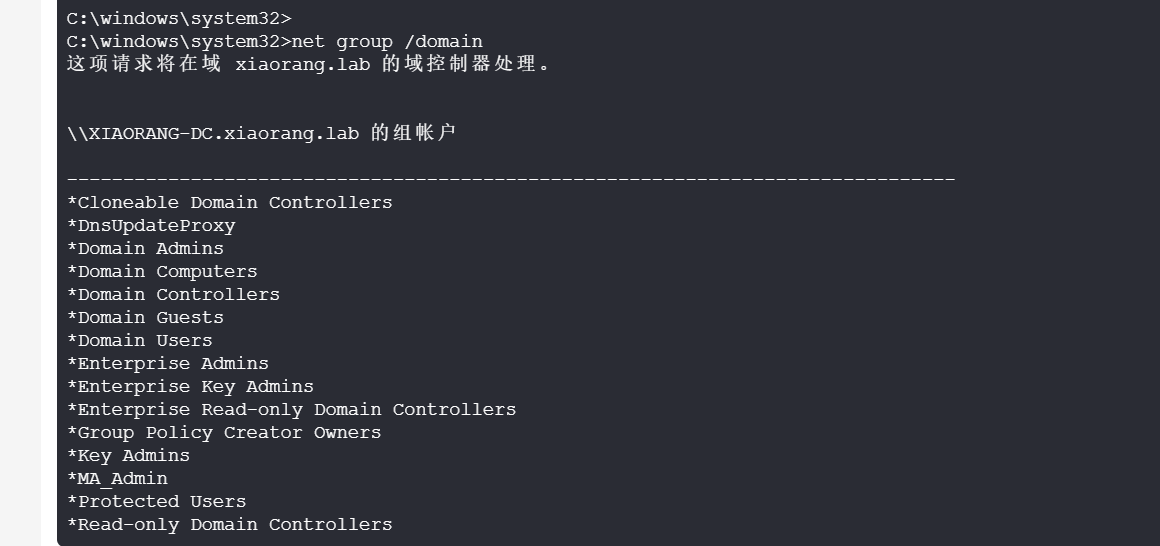 C:\windows\system32>
C:\windows\system32>net group /domain
这项请求将在域 xiaorang.lab 的域控制器处理。
\\XIAORANG-DC.xiaorang.lab 的组帐户
-------------------------------------------------------------------------------
*Cloneable Domain Controllers
*DnsUpdateProxy
*Domain Admins
*Domain Computers
*Domain Controllers
*Domain Guests
*Domain Users
*Enterprise Admins
*Enterprise Key Admins
*Enterprise Read-only Domain Controllers
*Group Policy Creator Owners
*Key Admins
*MA_Admin
*Protected Users
*Read-only Domain Controllers